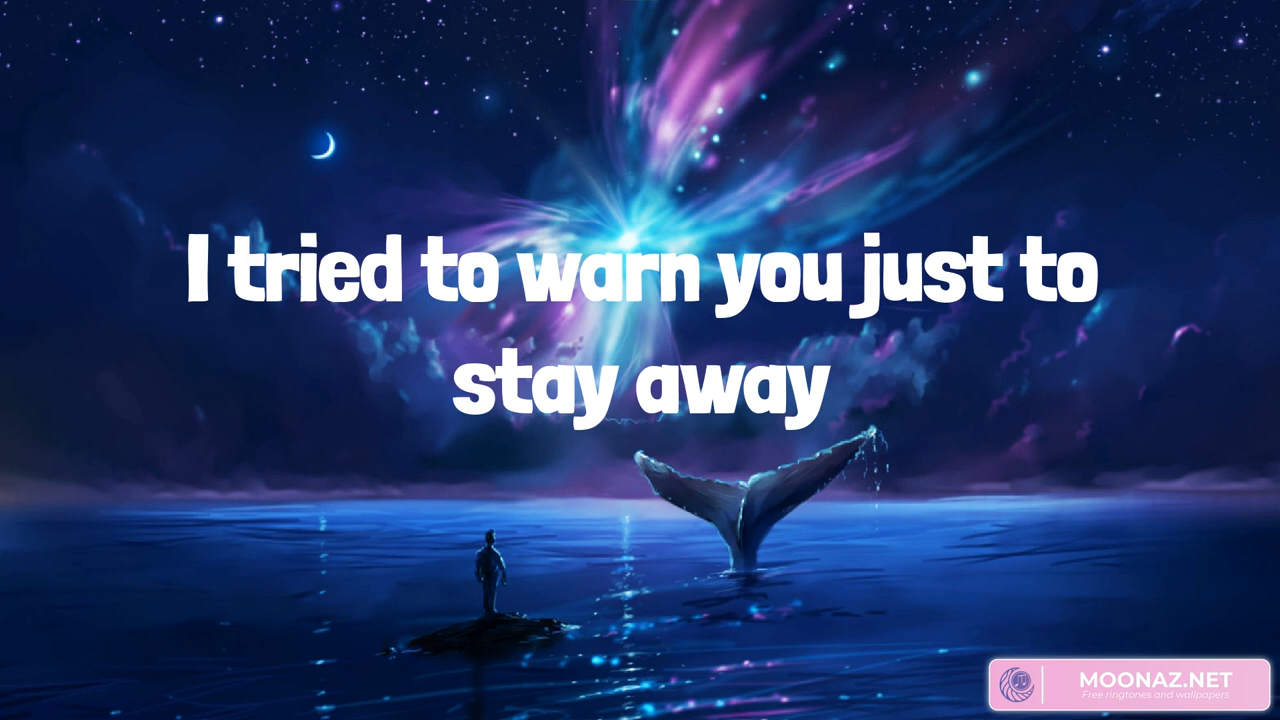 I tried to warn you just to
stay away
MOONAZ.NET
Free ringtones and wallpapers